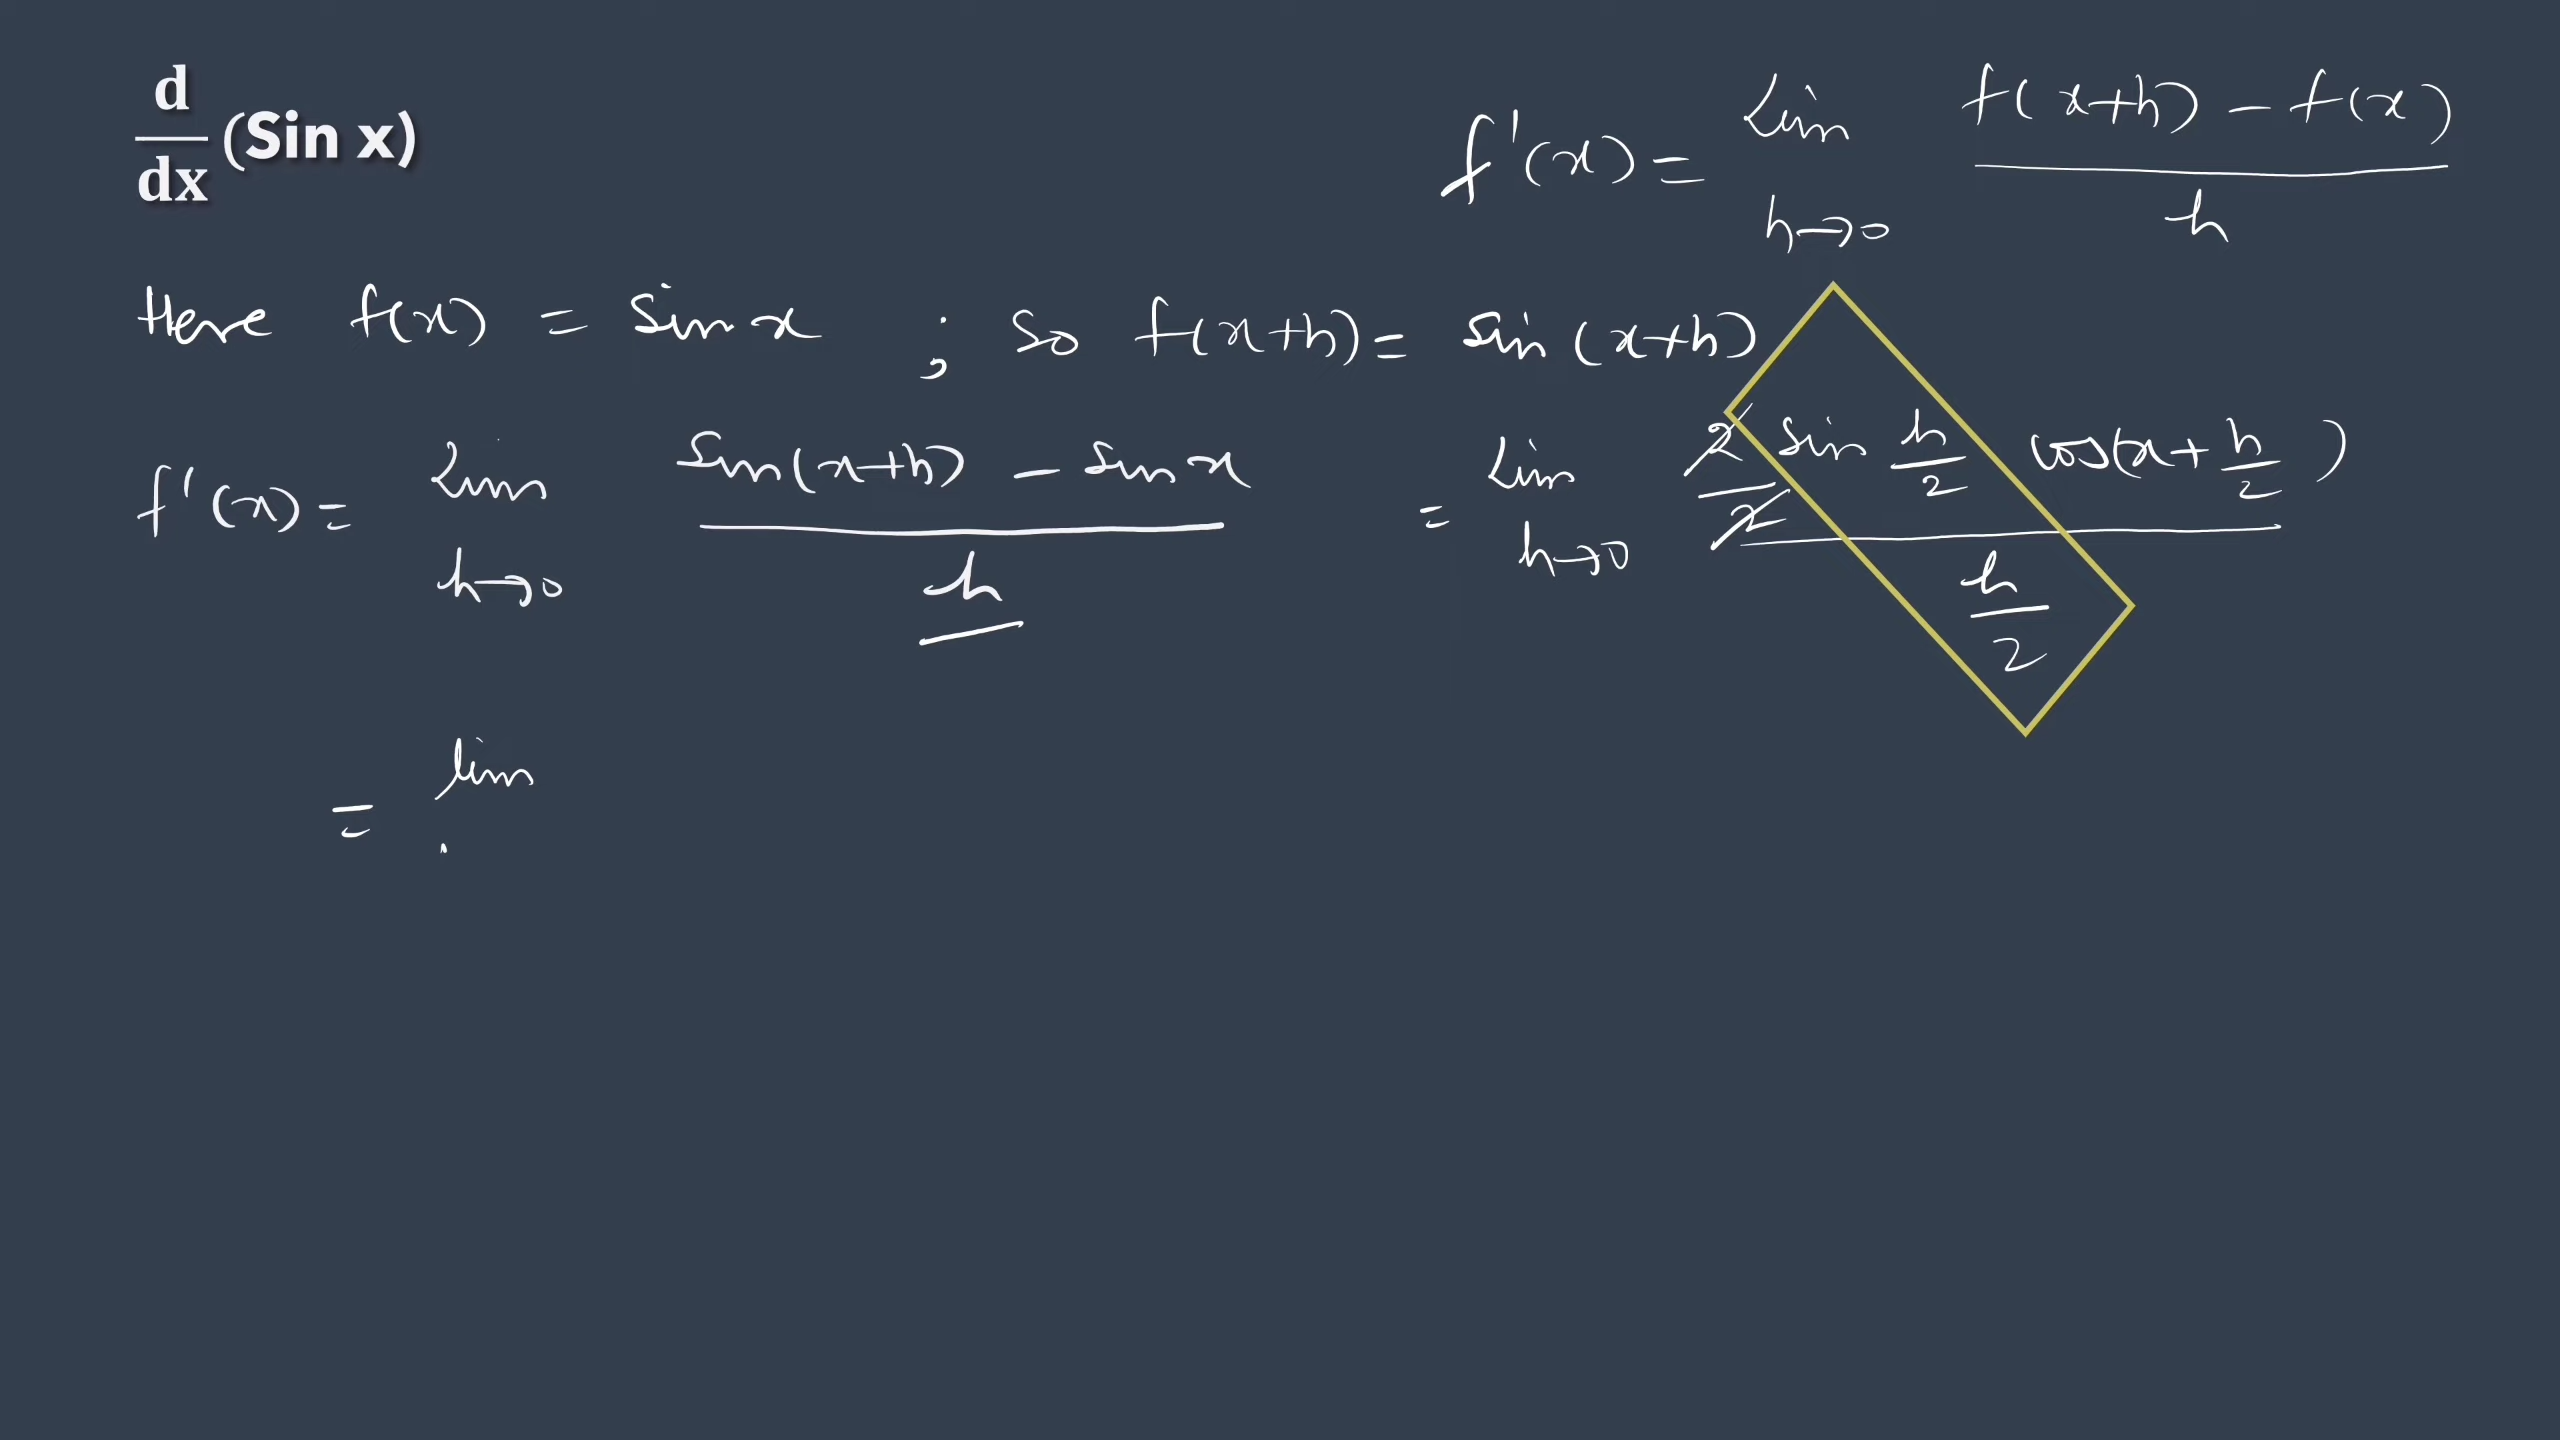 d/dx (Sin x)
f'(x) = Lim h→0 (f(x+h) - f(x))/h
Here f(x) = Sin x ; So f(x+h) = sin (x+h)
f'(x) = Lim h→0 (Sin(x+h) - Sin x)/h = Lim h→0 (2/2 sin h/2 cos(x + h/2))/(h/2)
= lim